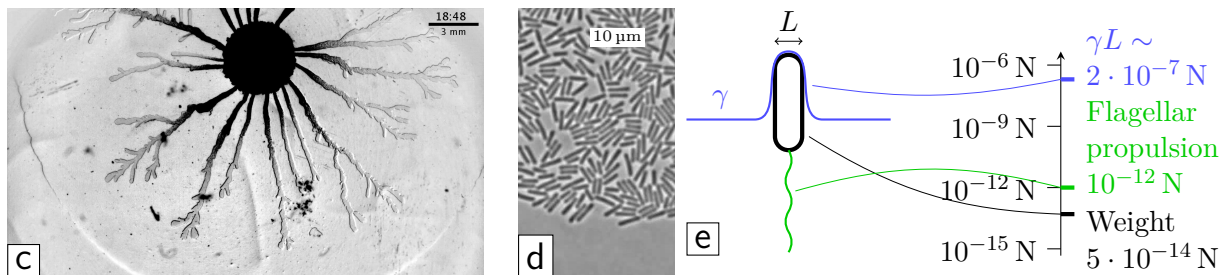 18:48
3 mm
c
10 µm
d
L
γ
e
10⁻⁶ N
10⁻⁹ N
10⁻¹² N
10⁻¹⁵ N
γL ∼
2 · 10⁻⁷ N
Flagellar
propulsion
10⁻¹² N
Weight
5 · 10⁻¹⁴ N